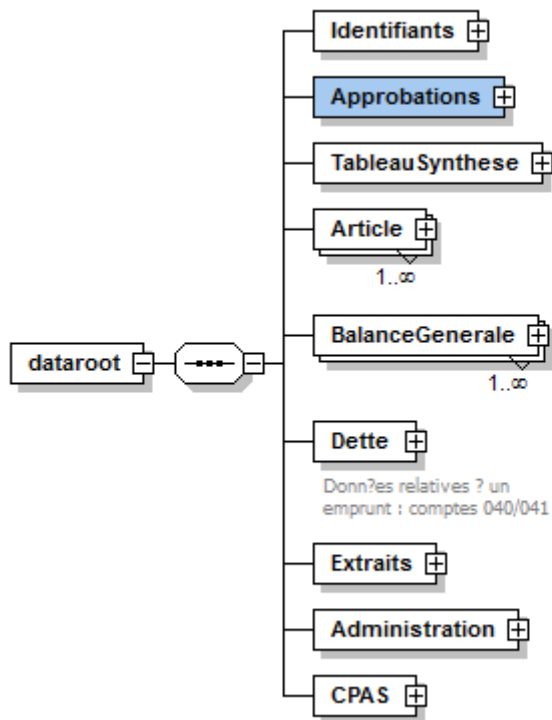 Identifiants
Approbations
TableauSynthese
Article
1..∞
BalanceGenerale
1..∞
dataroot
Dette
Donn?es relatives ? un
emprunt : comptes 040/041
Extraits
Administration
CPAS